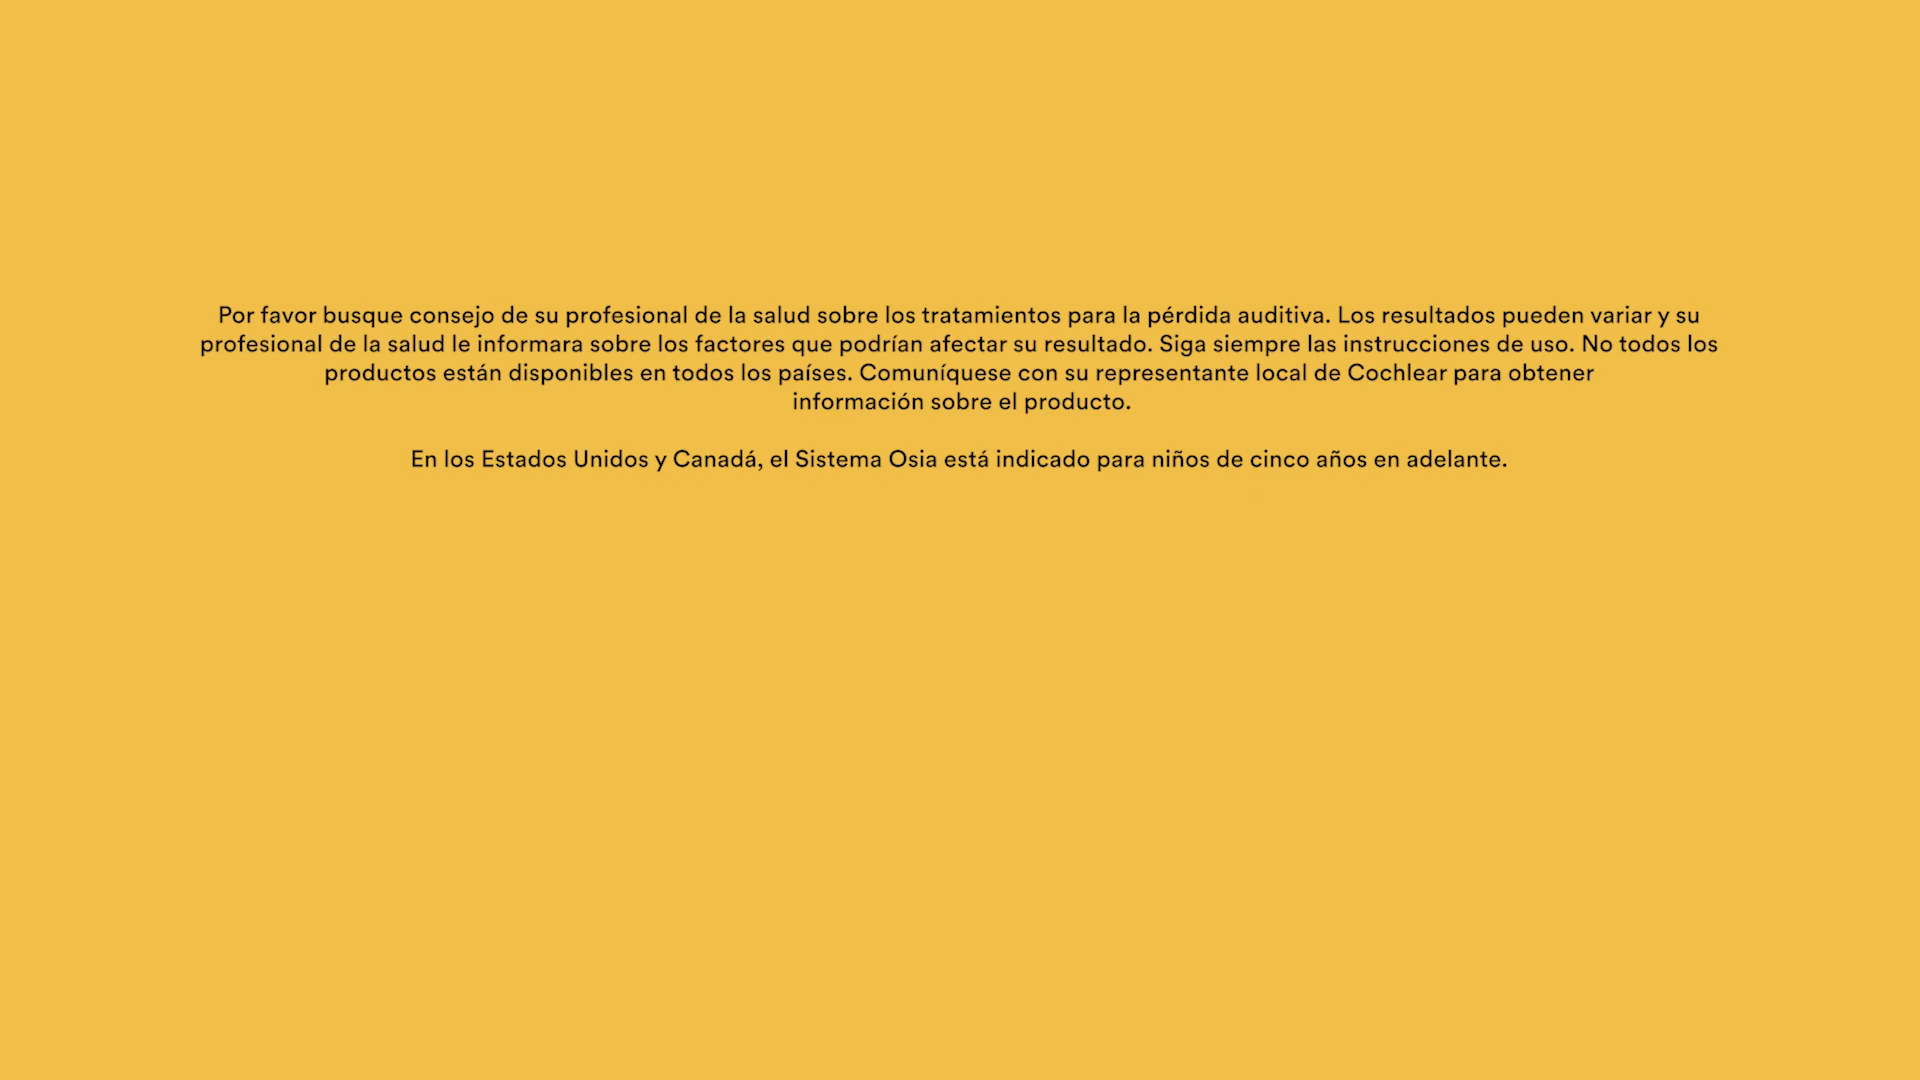 Por favor busque consejo de su profesional de la salud sobre los tratamientos para la pérdida auditiva. Los resultados pueden variar y su
profesional de la salud le informara sobre los factores que podrían afectar su resultado. Siga siempre las instrucciones de uso. No todos los
productos están disponibles en todos los países. Comuníquese con su representante local de Cochlear para obtener
información sobre el producto.
En los Estados Unidos y Canadá, el Sistema Osia está indicado para niños de cinco años en adelante.